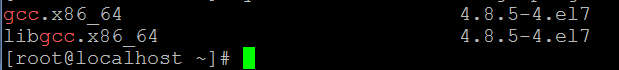 gcc.x86_64                              4.8.5-4.el7
libgcc.x86_64                           4.8.5-4.el7
[root@localhost ~]#